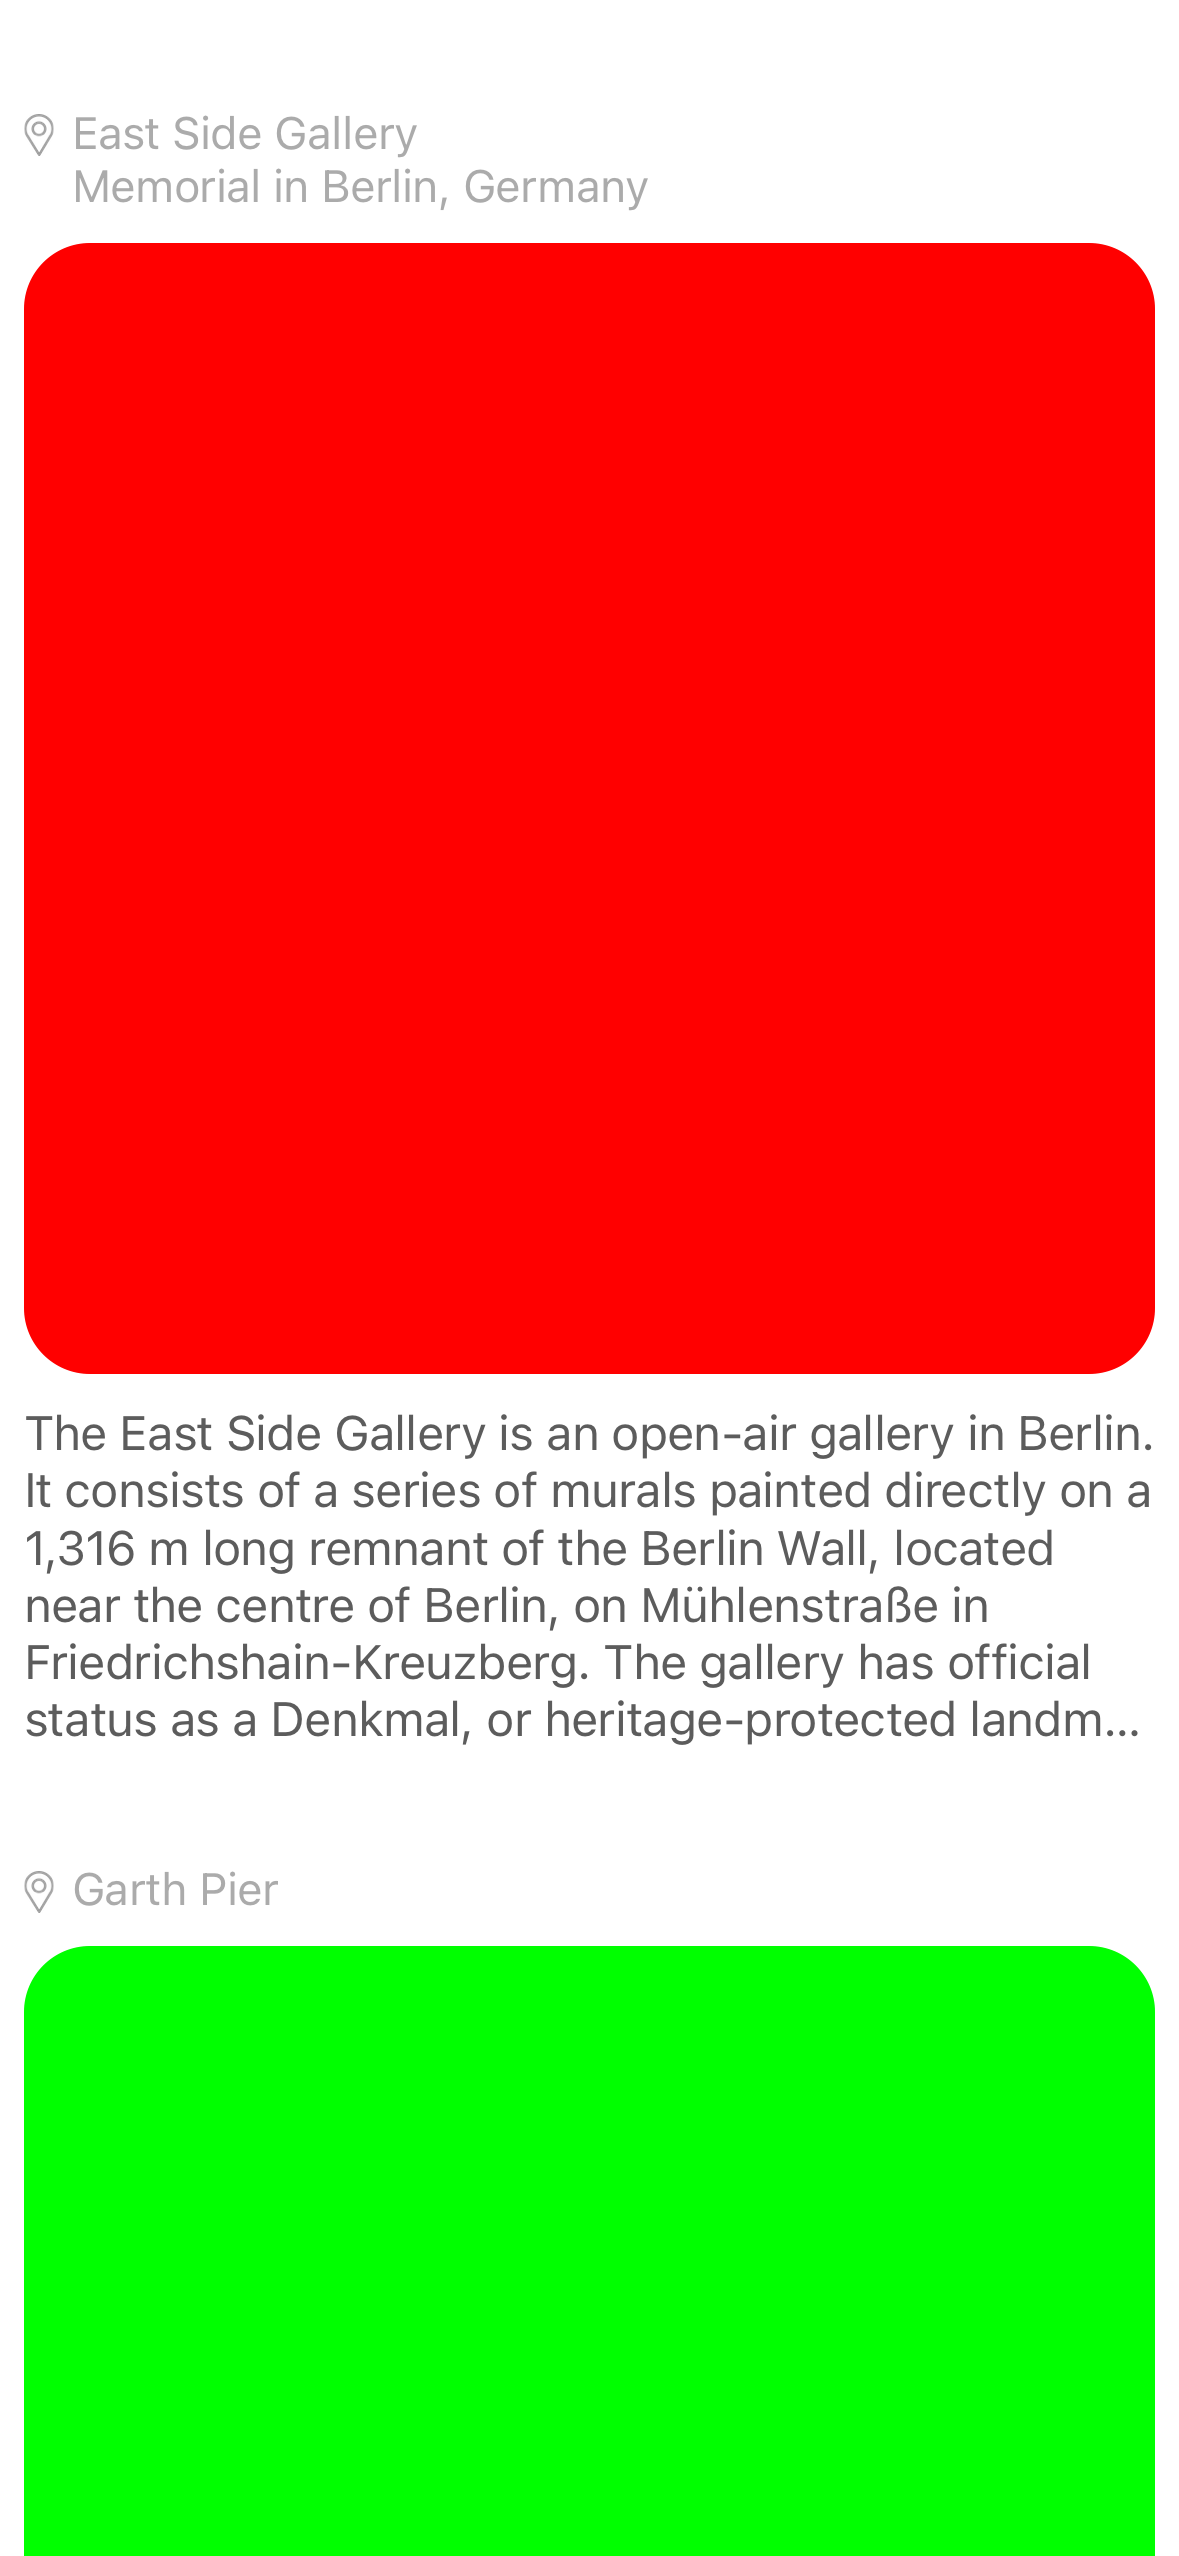 East Side Gallery
Memorial in Berlin, Germany
The East Side Gallery is an open-air gallery in Berlin.
It consists of a series of murals painted directly on a
1,316 m long remnant of the Berlin Wall, located
near the centre of Berlin, on Mühlenstraße in
Friedrichshain-Kreuzberg. The gallery has official
status as a Denkmal, or heritage-protected landm...
Garth Pier